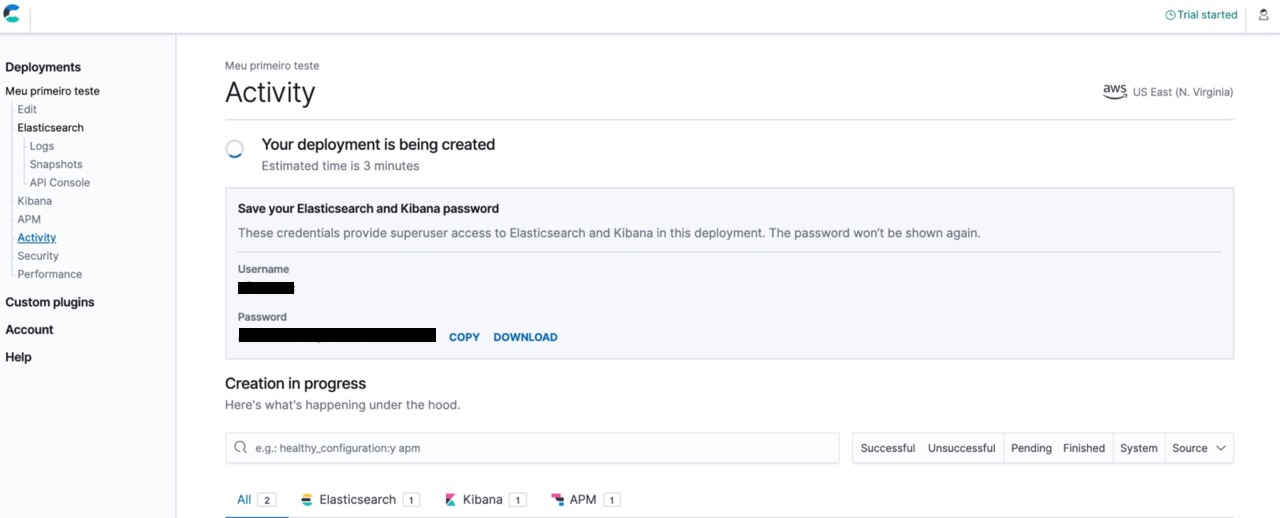 Trial started
Deployments
Meu primeiro teste
Edit
Elasticsearch
Logs
Snapshots
API Console
Kibana
APM
Activity
Security
Performance
Custom plugins
Account
Help
Meu primeiro teste
Activity
aws US East (N. Virginia)
Your deployment is being created
Estimated time is 3 minutes
Save your Elasticsearch and Kibana password
These credentials provide superuser access to Elasticsearch and Kibana in this deployment. The password won't be shown again.
Username
Password
COPY DOWNLOAD
Creation in progress
Here's what's happening under the hood.
e.g.: healthy_configuration:y apm
Successful Unsuccessful Pending Finished System Source
All 2 Elasticsearch 1 Kibana 1 APM 1